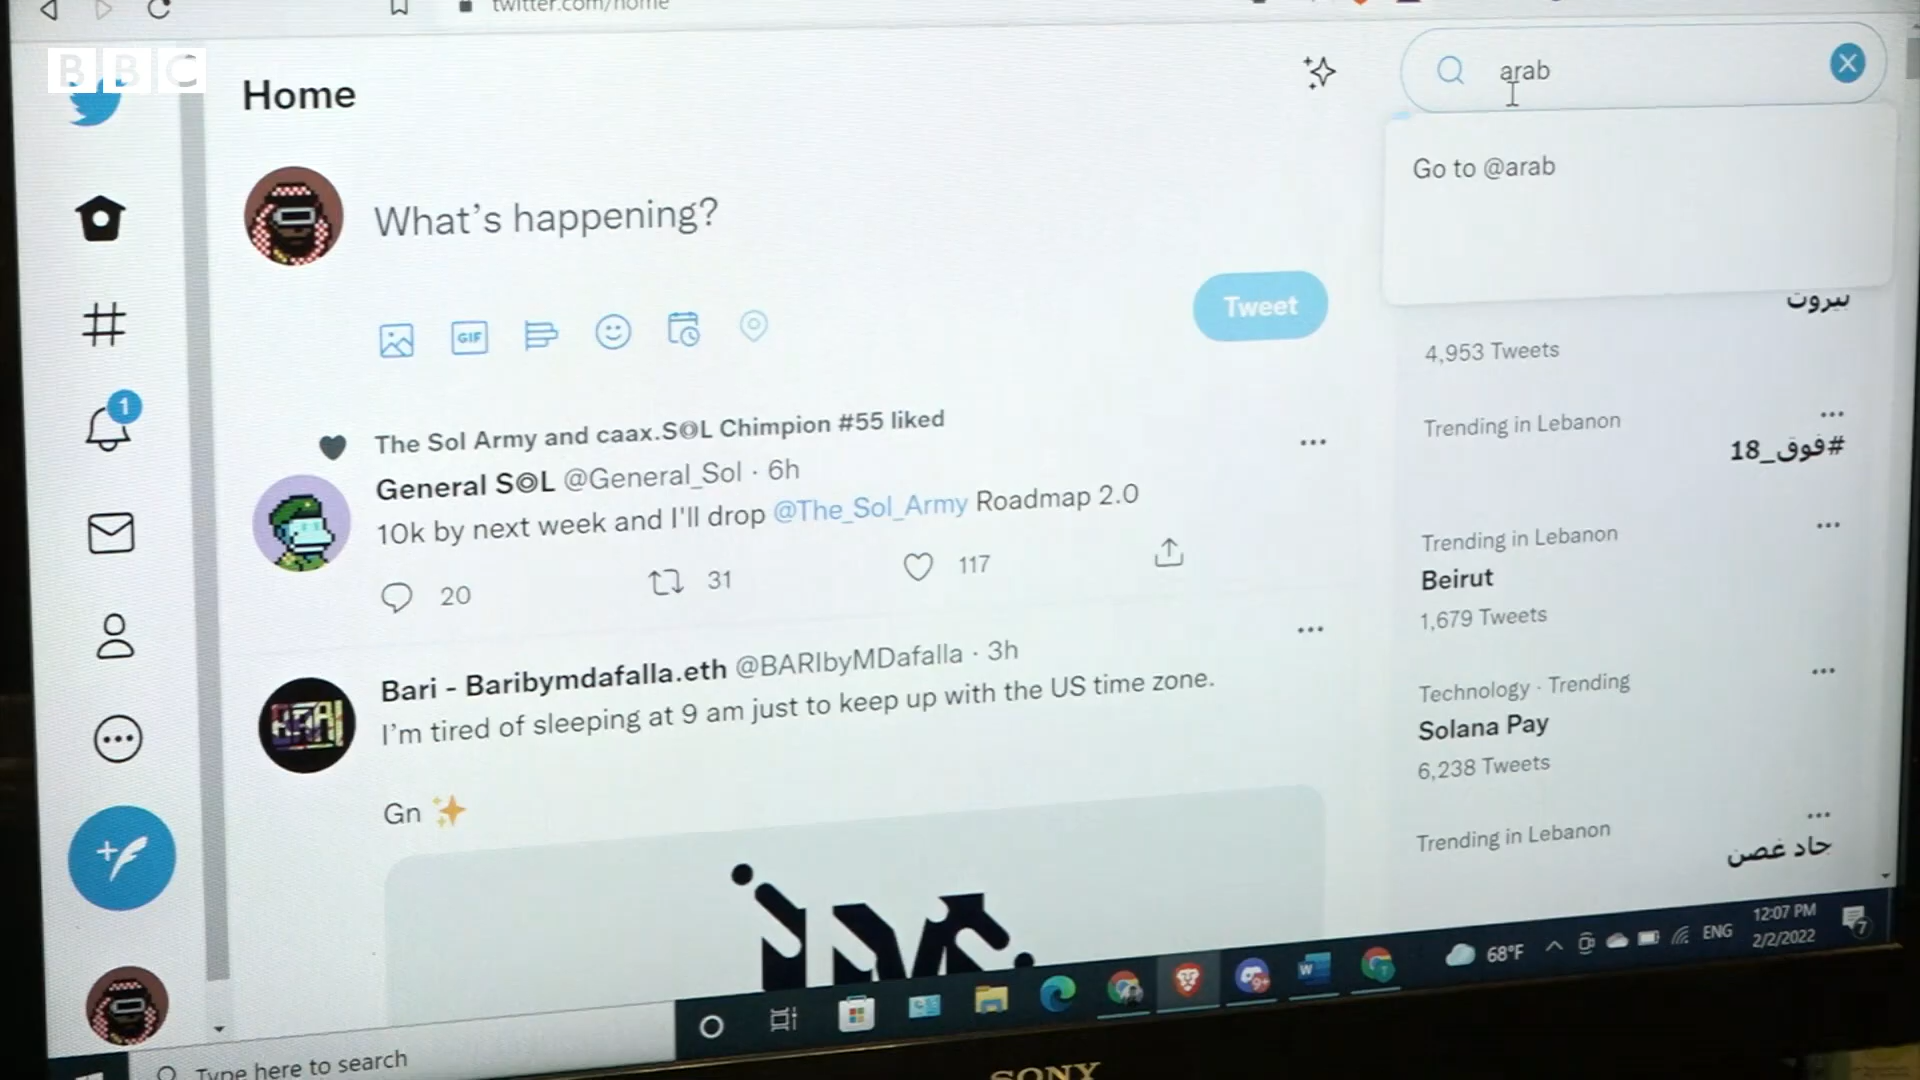 twitter.com/home
BBC
Home
arab
Go to @arab
What's happening?
GIF
Tweet
بيروت
4,953 Tweets
Trending in Lebanon
#فوق_18
1
The Sol Army and caax.S◎L Chimpion #55 liked
General S◎L @General_Sol · 6h
10k by next week and I'll drop @The_Sol_Army Roadmap 2.0
20
31
117
Trending in Lebanon
Beirut
1,679 Tweets
Bari - Baribymdafalla.eth @BARIbyMDafalla · 3h
I'm tired of sleeping at 9 am just to keep up with the US time zone.
Gn ✨
Technology · Trending
Solana Pay
6,238 Tweets
Trending in Lebanon
جاد غصن
68°F
ENG
12:07 PM
2/2/2022
7
9+
W
Type here to search
SONY